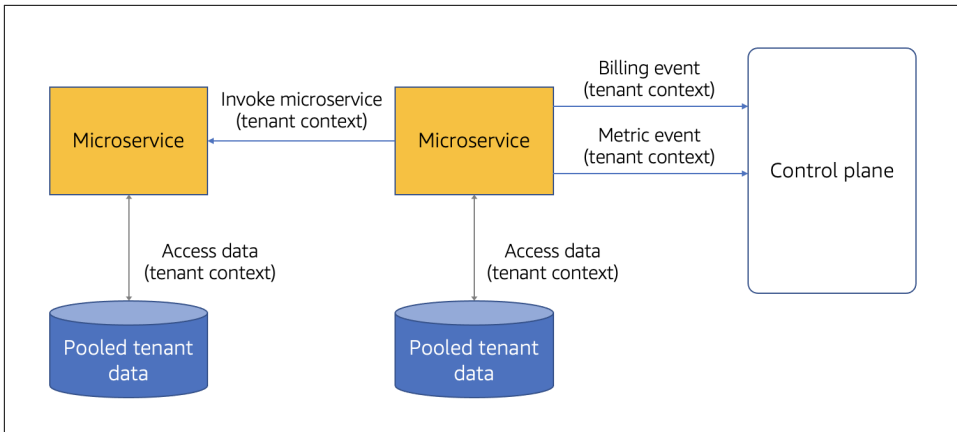 Billing event
(tenant context)
Invoke microservice
(tenant context)
Microservice
Microservice
Metric event
(tenant context)
Control plane
Access data
(tenant context)
Access data
(tenant context)
Pooled tenant
data
Pooled tenant
data